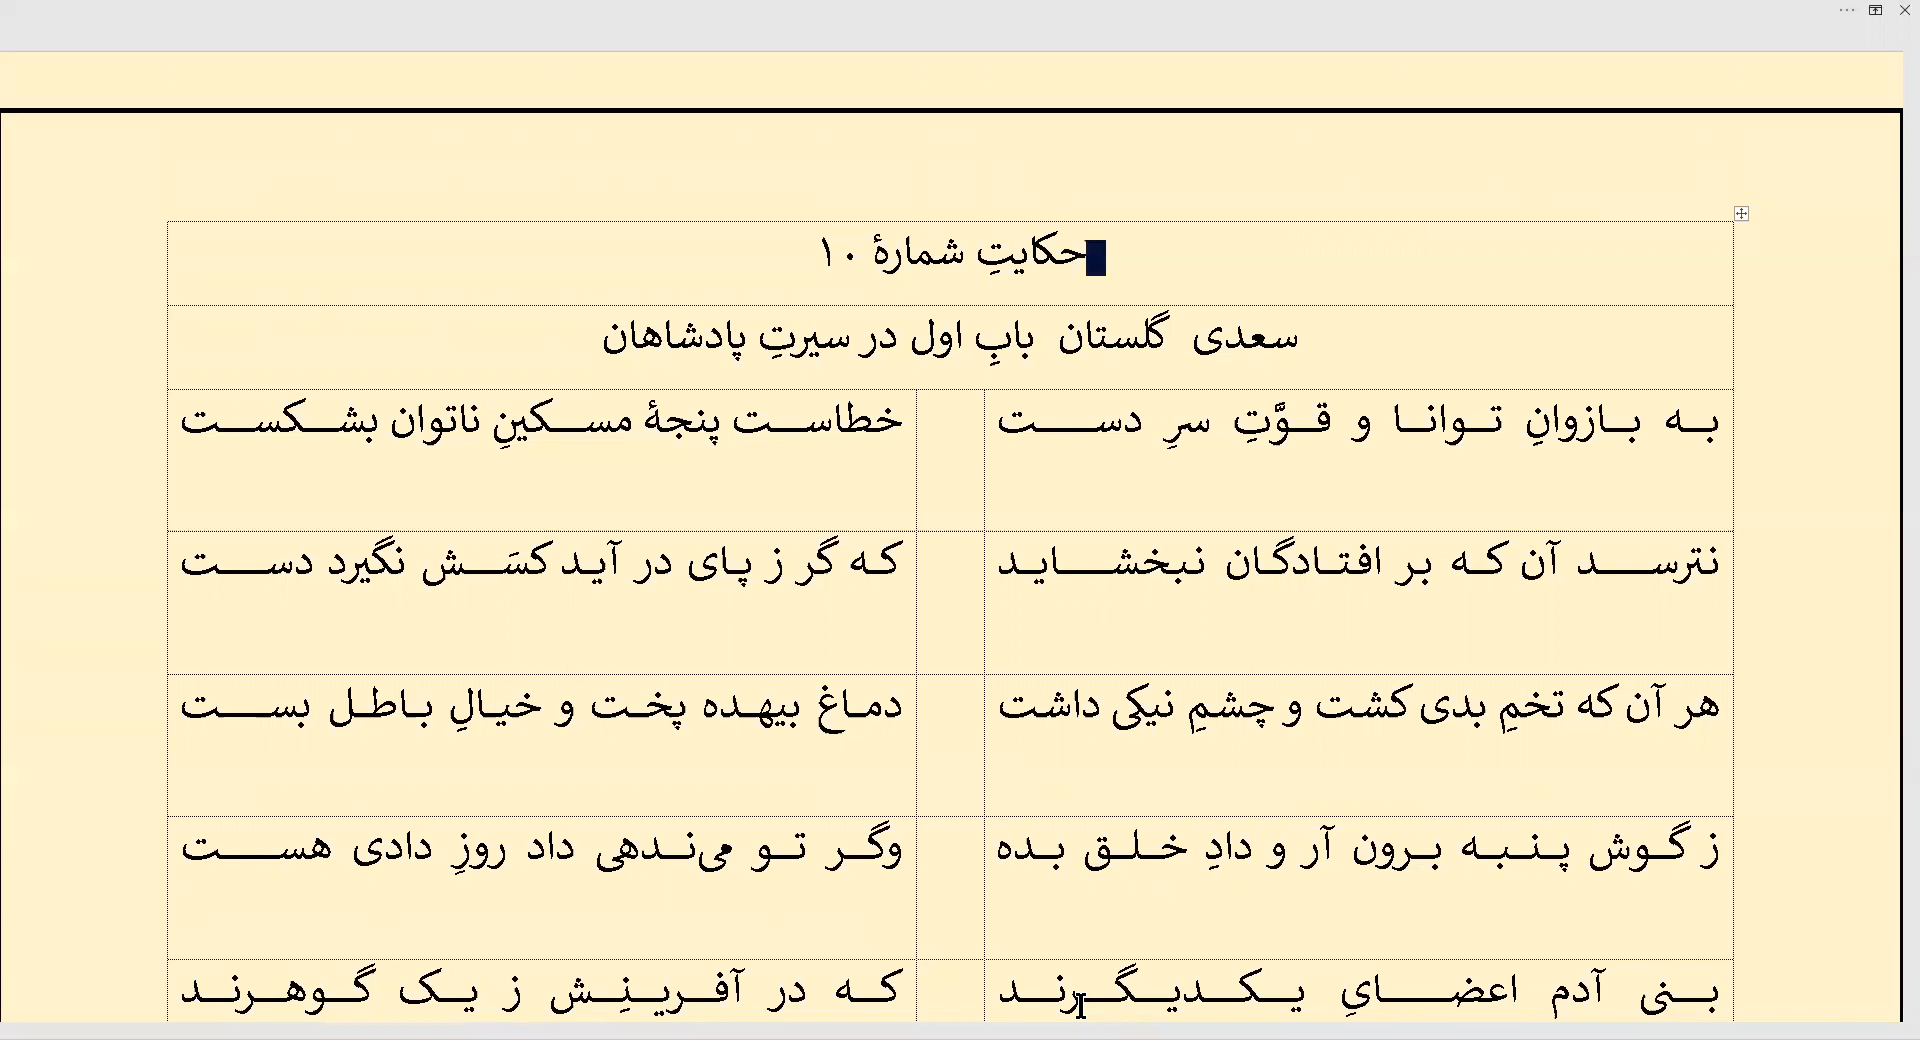 حکایتِ شمارهٔ ۱۰
سعدی گلستان بابِ اول در سیرتِ پادشاهان
به بازوانِ توانا و قوَّتِ سرِ دست
خطاست پنجهٔ مسکینِ ناتوان بشکست
نترسد آن که بر افتادگان نبخشاید
که گر ز پای در آید کسَش نگیرد دست
هر آن که تخمِ بدی کشت و چشمِ نیکی داشت
دماغ بیهده پخت و خیالِ باطل بست
ز گوش پنبه برون آر و دادِ خلق بده
وگر تو می‌ندهی داد روزِ دادی هست
بنی آدم اعضایِ یکدیگرند
که در آفرینِش ز یک گوهرند